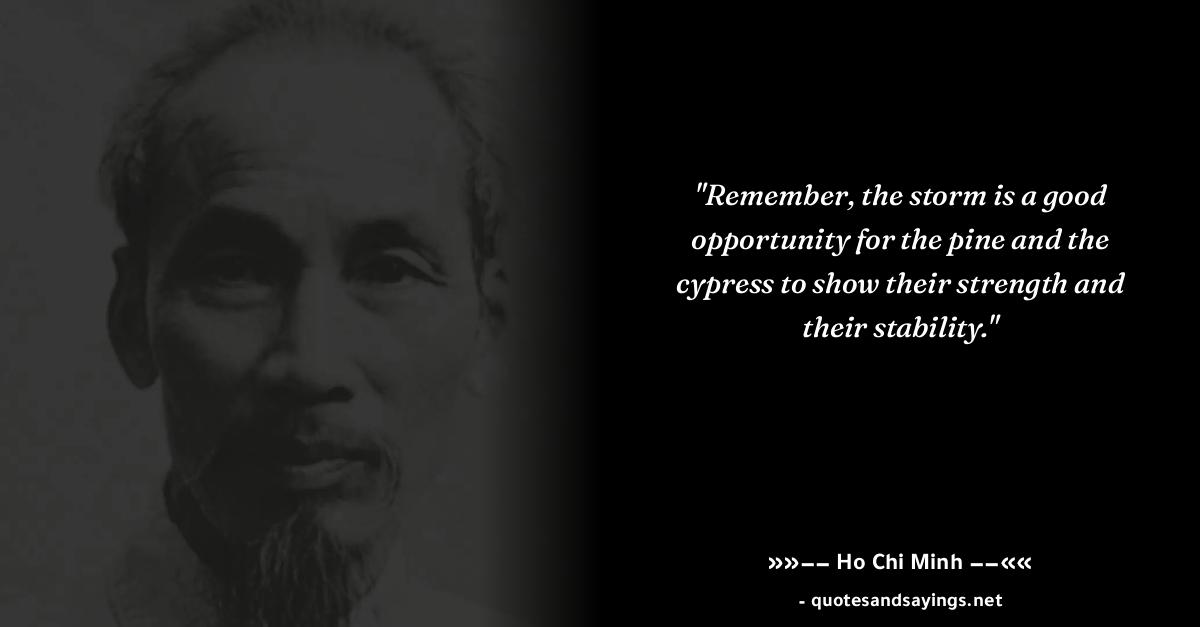 "Remember, the storm is a good
opportunity for the pine and the
cypress to show their strength and
their stability."
»»–– Ho Chi Minh ––««
- quotesandsayings.net